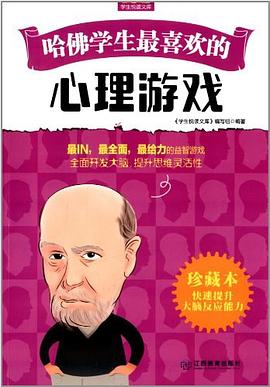 学生悦读文库
哈佛学生最喜欢的
心理游戏
《学生悦读文库》编写组◎编著
最IN，最全面，最给力的益智游戏
全面开发大脑，提升思维灵活性
珍藏本
快速提升
大脑反应能力
江西教育出版社